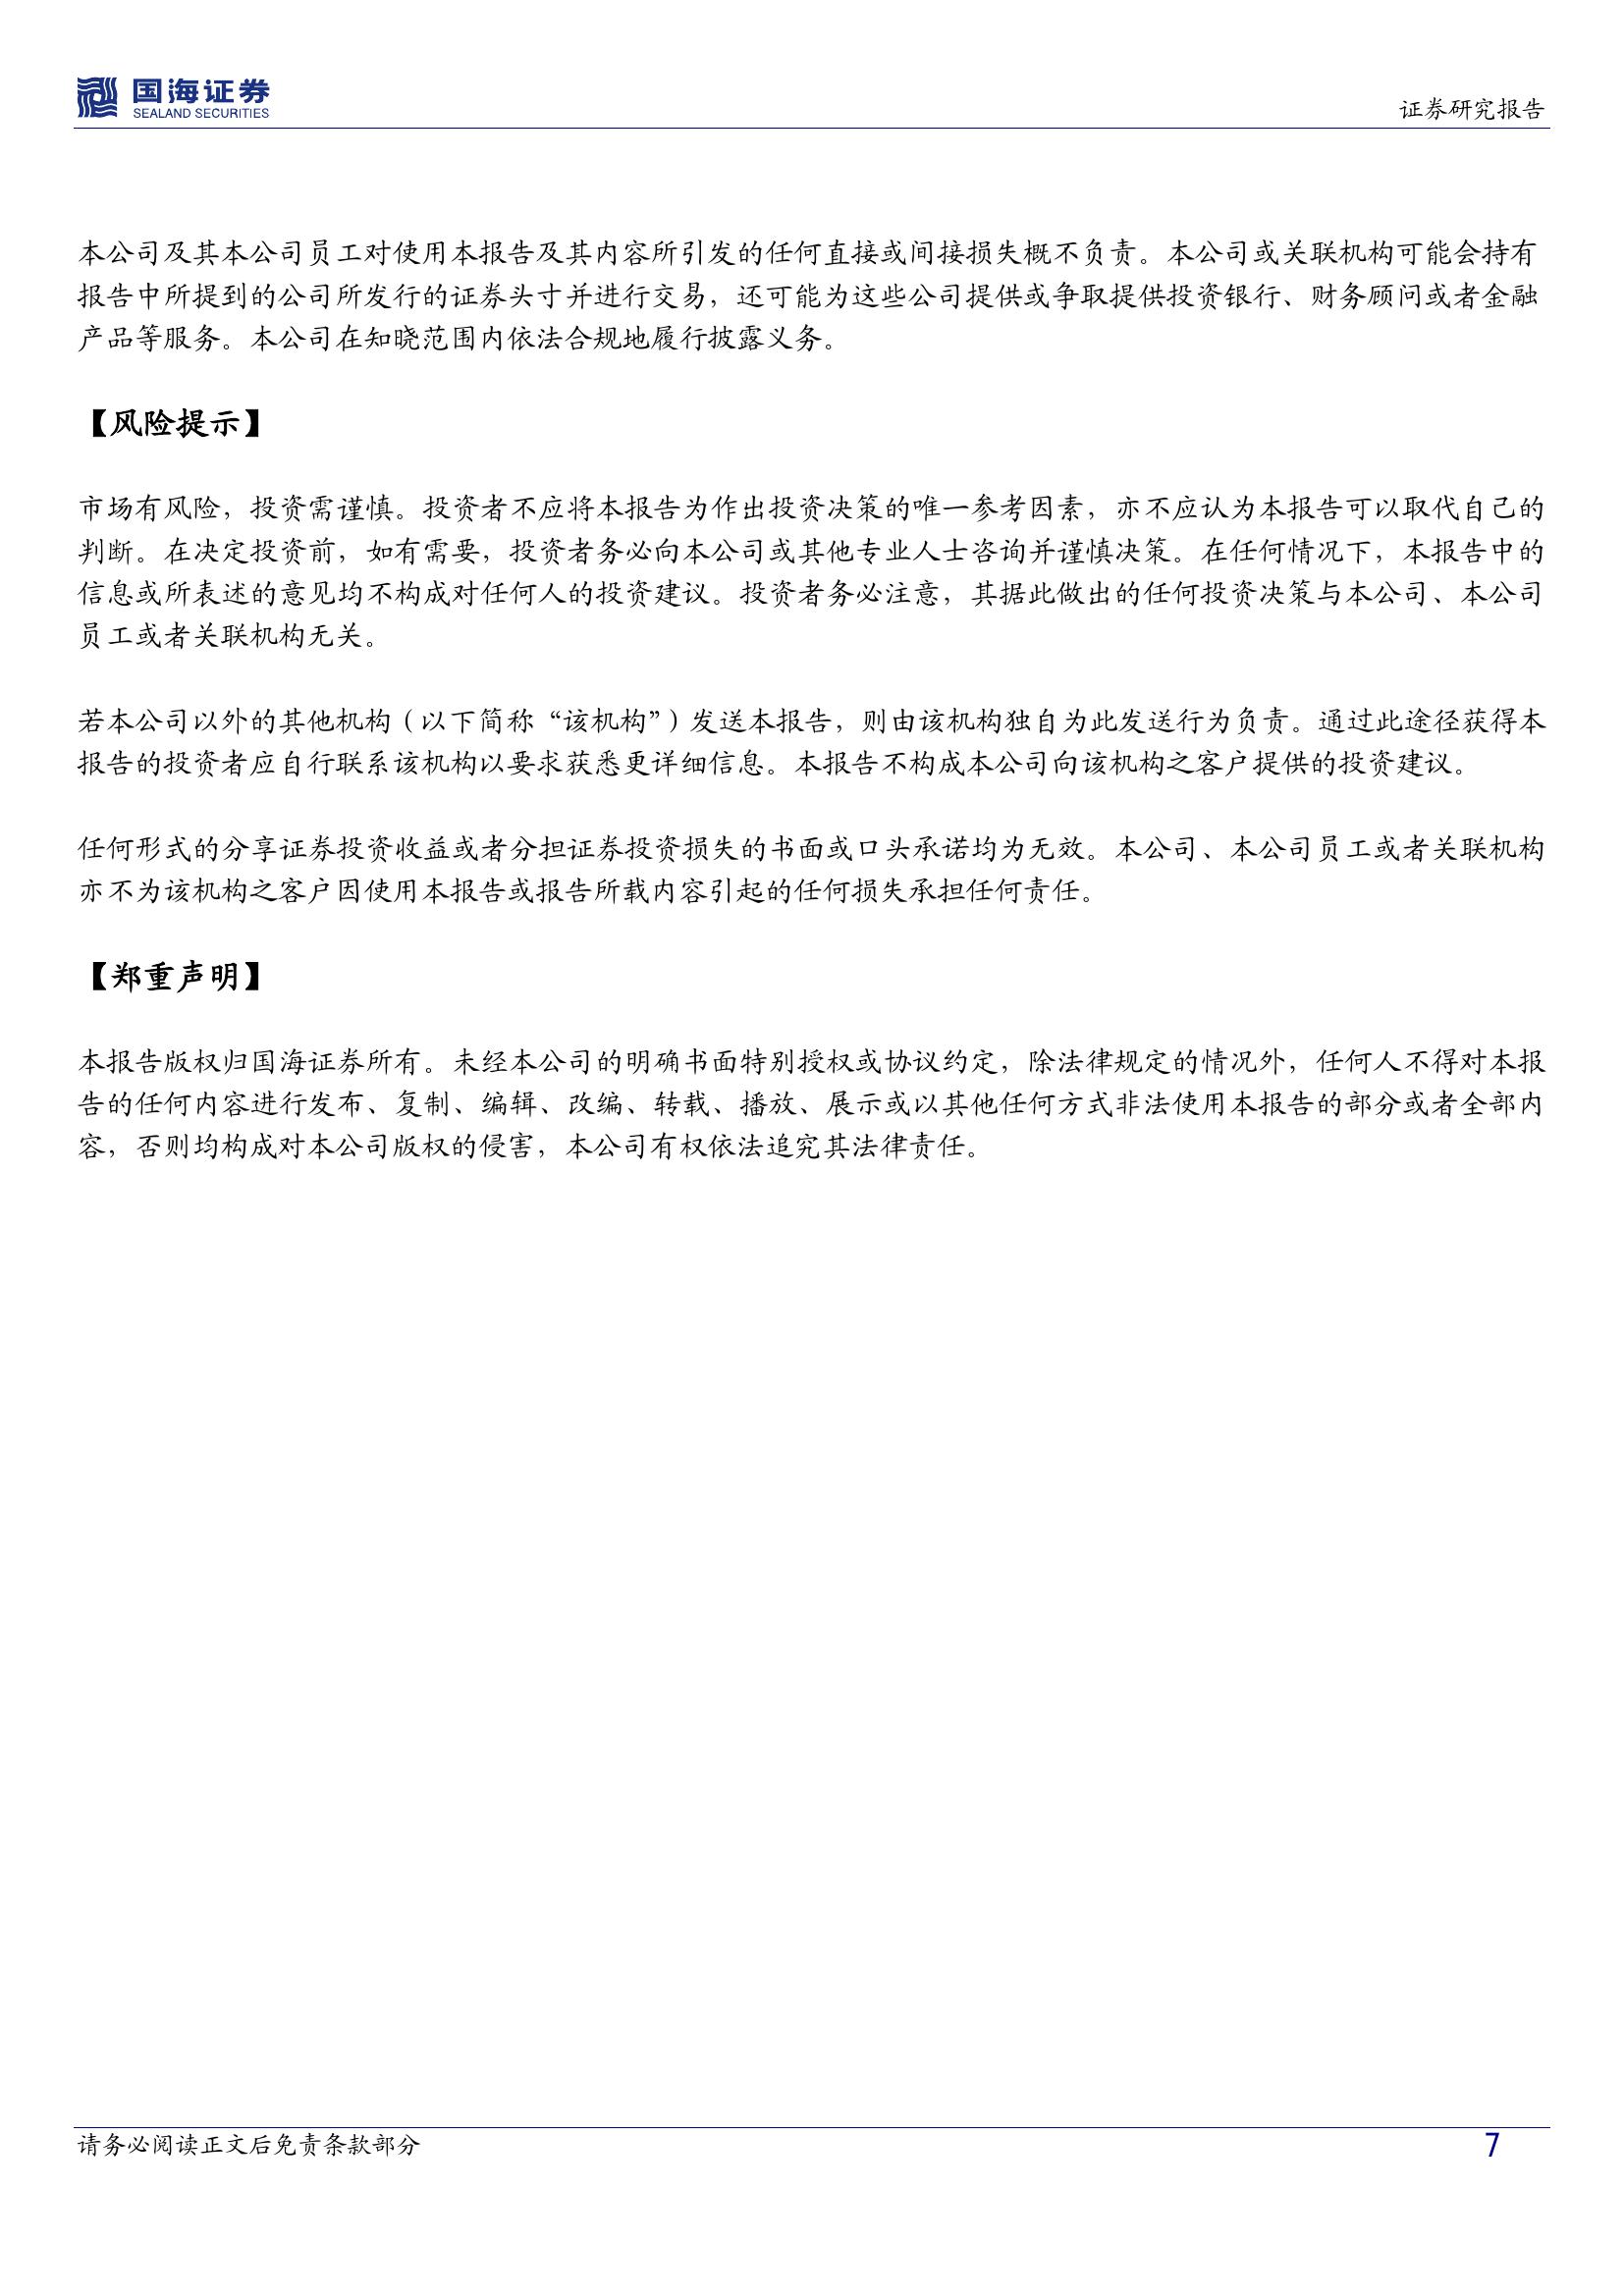 国海证券
SEALAND SECURITIES
证券研究报告
本公司及其本公司员工对使用本报告及其内容所引发的任何直接或间接损失概不负责。本公司或关联机构可能会持有
报告中所提到的公司所发行的证券头寸并进行交易，还可能为这些公司提供或争取提供投资银行、财务顾问或者金融
产品等服务。本公司在知晓范围内依法合规地履行披露义务。
【风险提示】
市场有风险，投资需谨慎。投资者不应将本报告为作出投资决策的唯一参考因素，亦不应认为本报告可以取代自己的
判断。在决定投资前，如有需要，投资者务必向本公司或其他专业人士咨询并谨慎决策。在任何情况下，本报告中的
信息或所表述的意见均不构成对任何人的投资建议。投资者务必注意，其据此做出的任何投资决策与本公司、本公司
员工或者关联机构无关。
若本公司以外的其他机构（以下简称“该机构”）发送本报告，则由该机构独自为此发送行为负责。通过此途径获得本
报告的投资者应自行联系该机构以要求获悉更详细信息。本报告不构成本公司向该机构之客户提供的投资建议。
任何形式的分享证券投资收益或者分担证券投资损失的书面或口头承诺均为无效。本公司、本公司员工或者关联机构
亦不为该机构之客户因使用本报告或报告所载内容引起的任何损失承担任何责任。
【郑重声明】
本报告版权归国海证券所有。未经本公司的明确书面特别授权或协议约定，除法律规定的情况外，任何人不得对本报
告的任何内容进行发布、复制、编辑、改编、转载、播放、展示或以其他任何方式非法使用本报告的部分或者全部内
容，否则均构成对本公司版权的侵害，本公司有权依法追究其法律责任。
请务必阅读正文后免责条款部分
7